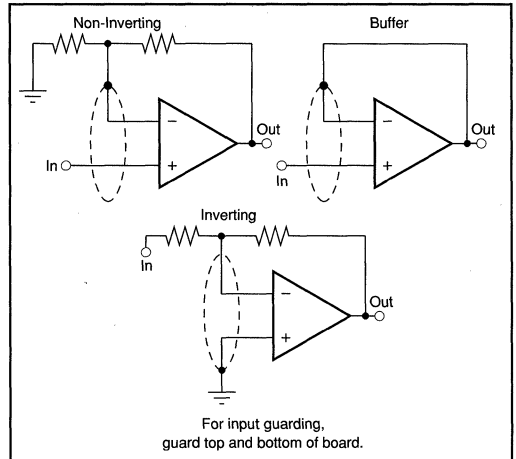 Non-Inverting
Buffer
−
+
In
Out
−
+
In
Out
Inverting
In
−
+
Out
For input guarding,
guard top and bottom of board.